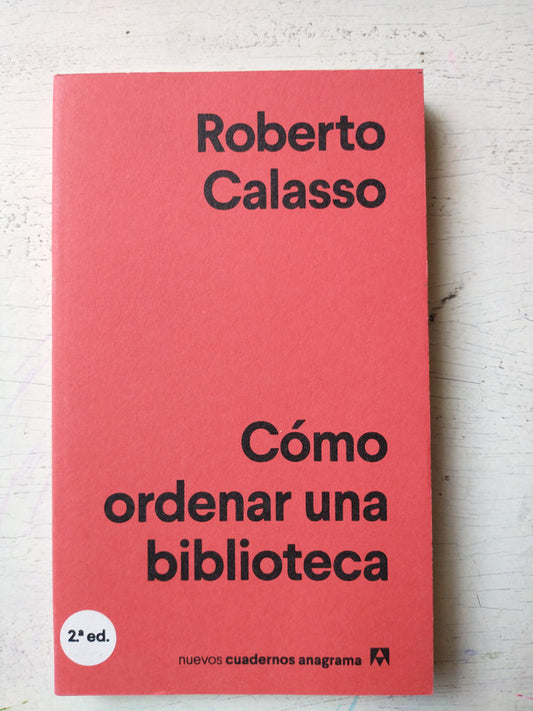 Roberto
Calasso
Cómo
ordenar una
biblioteca
2.ª ed.
nuevos cuadernos anagrama